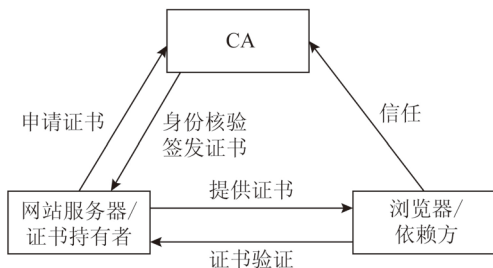 CA
申请证书
身份核验
签发证书
信任
网站服务器/
证书持有者
提供证书
浏览器/
依赖方
证书验证